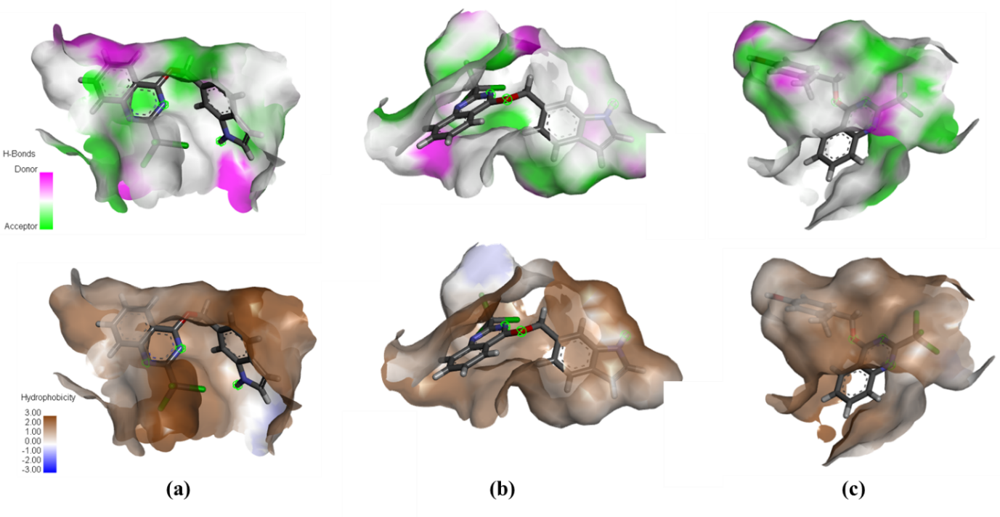 H-Bonds
Donor
Acceptor
Hydrophobicity
3.00
2.00
1.00
0.00
-1.00
-2.00
-3.00
(a) (b) (c)